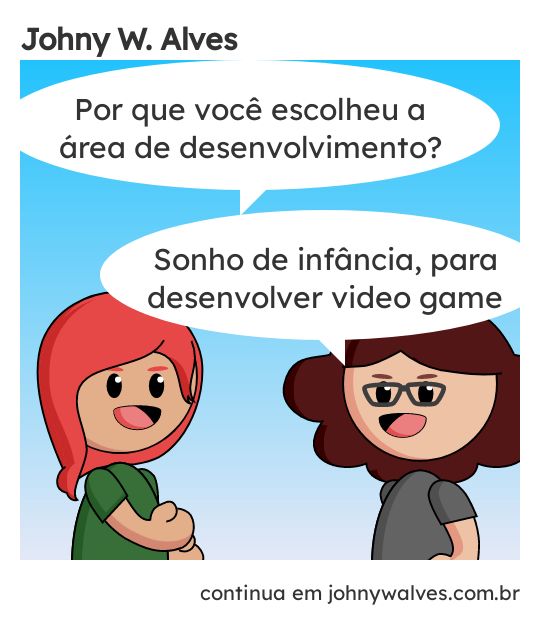 Johny W. Alves
Por que você escolheu a
área de desenvolvimento?
Sonho de infância, para
desenvolver video game
continua em johnywalves.com.br